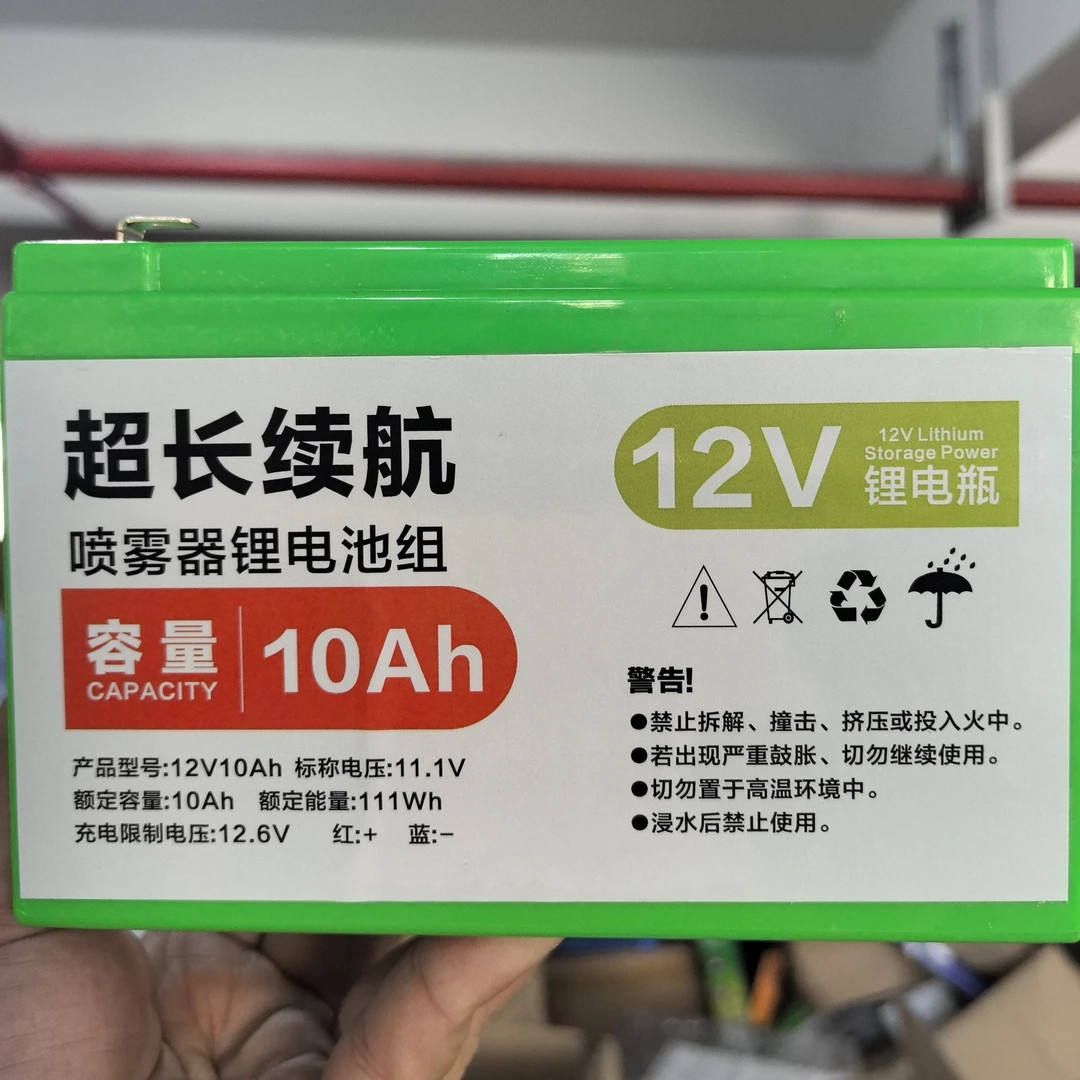 超长续航
喷雾器锂电池组
容量
CAPACITY
10Ah
产品型号:12V10Ah 标称电压:11.1V
额定容量:10Ah 额定能量:111Wh
充电限制电压:12.6V 红:+ 蓝:−
12V
12V Lithium
Storage Power
锂电瓶
警告!
●禁止拆解、撞击、挤压或投入火中。
●若出现严重鼓胀、切勿继续使用。
●切勿置于高温环境中。
●浸水后禁止使用。